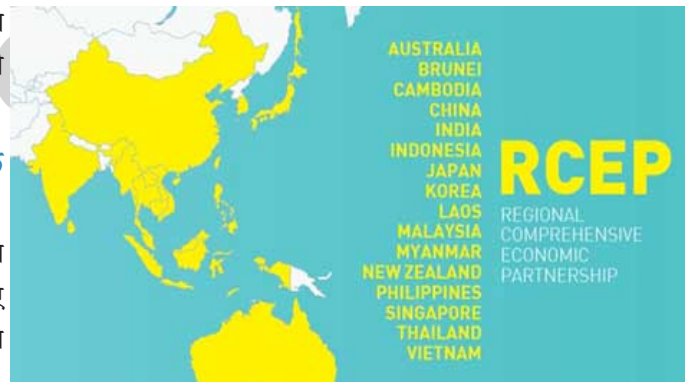 AUSTRALIA
BRUNEI
CAMBODIA
CHINA
INDIA
INDONESIA
JAPAN
KOREA
LAOS
MALAYSIA
MYANMAR
NEW ZEALAND
PHILIPPINES
SINGAPORE
THAILAND
VIETNAM
RCEP
REGIONAL
COMPREHENSIVE
ECONOMIC
PARTNERSHIP